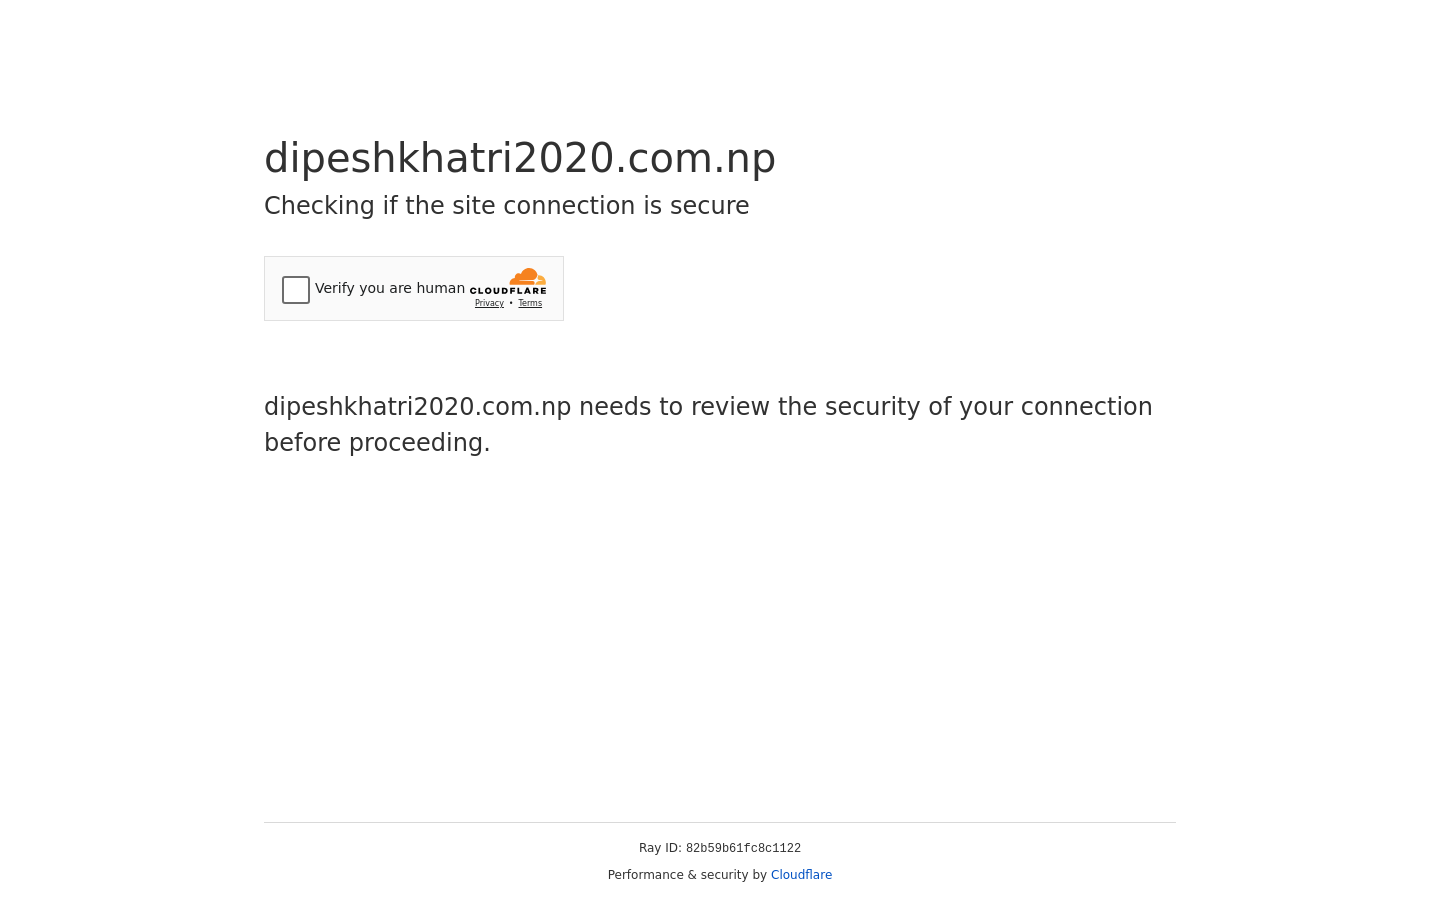 dipeshkhatri2020.com.np
Checking if the site connection is secure
Verify you are human
CLOUDFLARE
Privacy • Terms
dipeshkhatri2020.com.np needs to review the security of your connection
before proceeding.
Ray ID: 82b59b61fc8c1122
Performance & security by Cloudflare